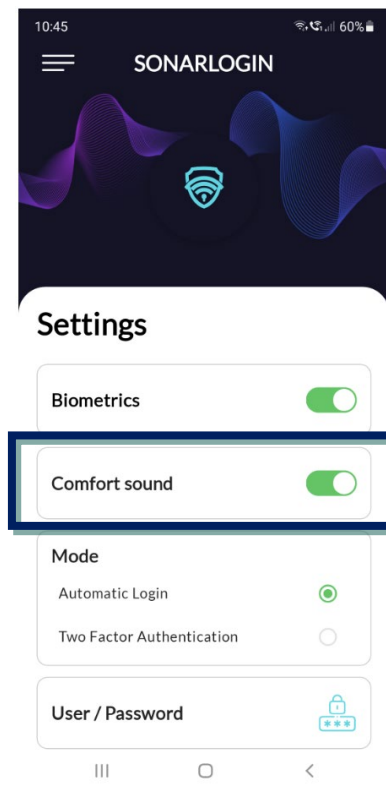 10:45 60%
SONARLOGIN
Settings
Biometrics
Comfort sound
Mode
Automatic Login
Two Factor Authentication
User / Password
***